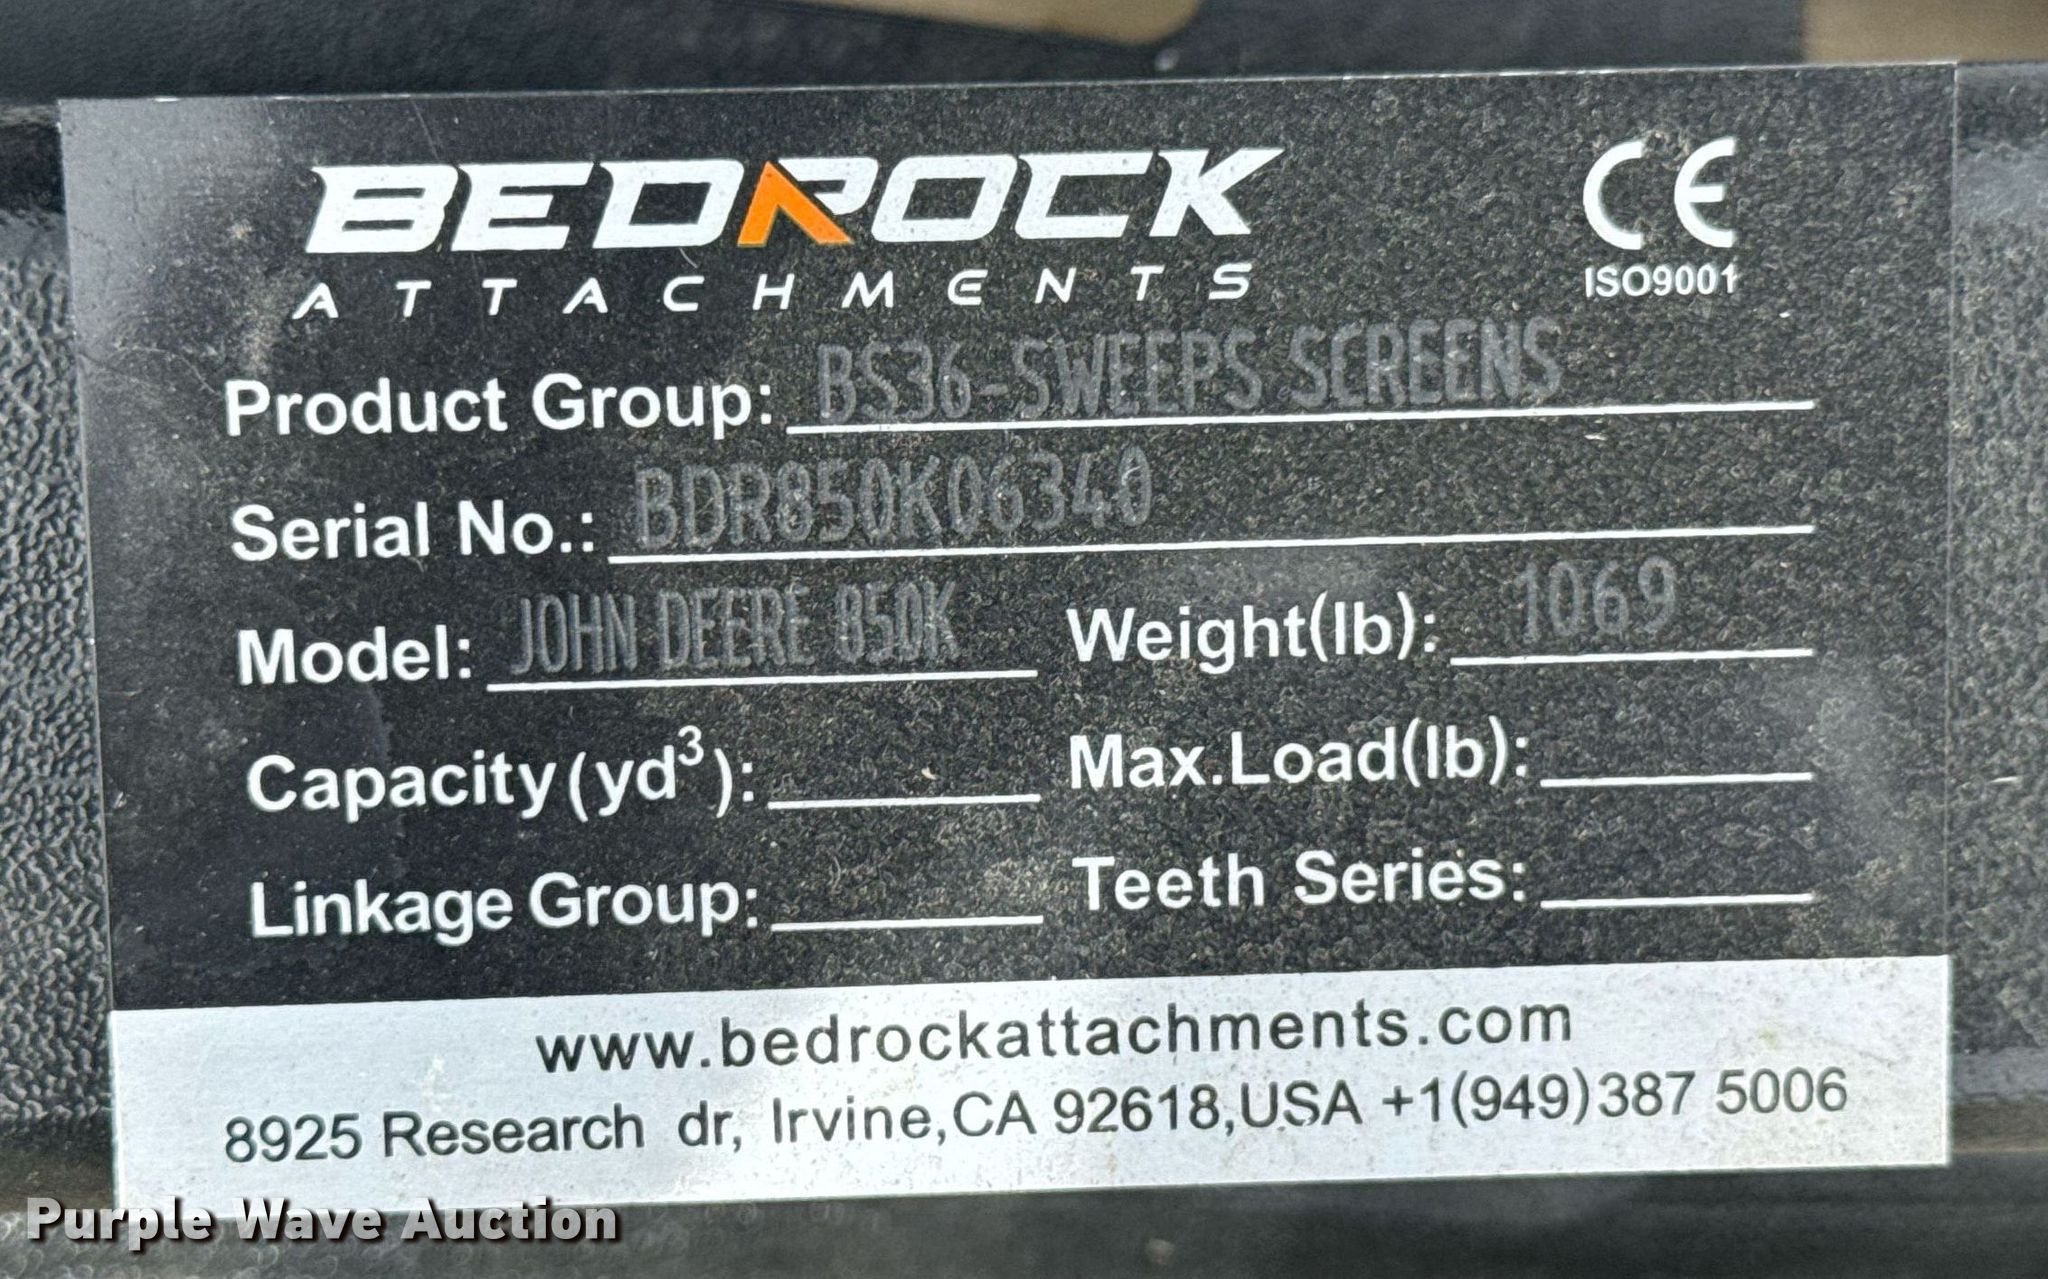 BEDROCK
ATTACHMENTS
CE
ISO9001
Product Group: BS36-SWEEPS SCREENS
Serial No.: BDR850K06340
Model: JOHN DEERE 850K Weight(lb): 1069
Capacity(yd³): Max.Load(lb):
Linkage Group: Teeth Series:
www.bedrockattachments.com
8925 Research dr, Irvine,CA 92618,USA +1(949)387 5006
Purple Wave Auction